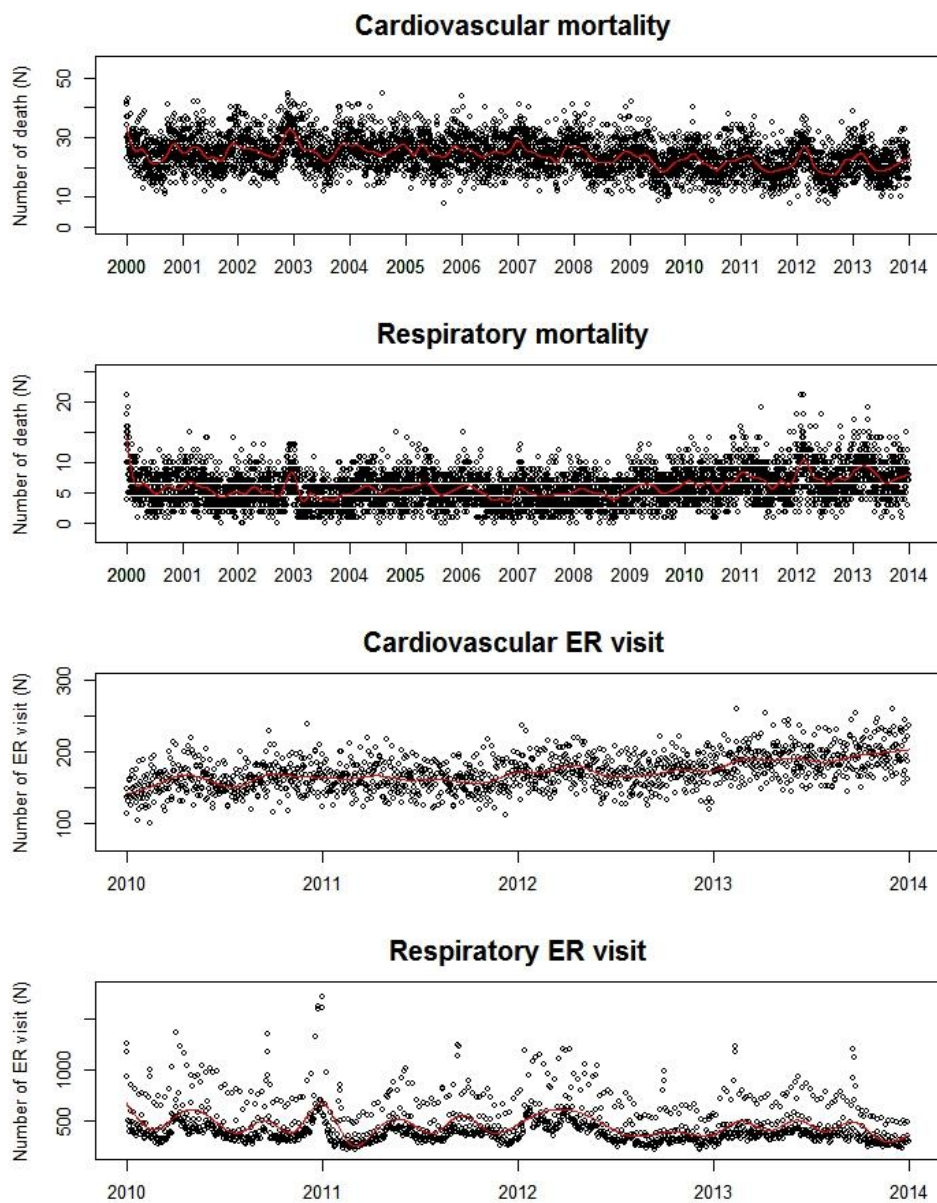 Cardiovascular mortality
Number of death (N)
50
30
10
0
2000 2001 2002 2003 2004 2005 2006 2007 2008 2009 2010 2011 2012 2013 2014
Respiratory mortality
Number of death (N)
20
10
5
0
2000 2001 2002 2003 2004 2005 2006 2007 2008 2009 2010 2011 2012 2013 2014
Cardiovascular ER visit
Number of ER visit (N)
300
200
100
2010 2011 2012 2013 2014
Respiratory ER visit
Number of ER visit (N)
1000
500
2010 2011 2012 2013 2014